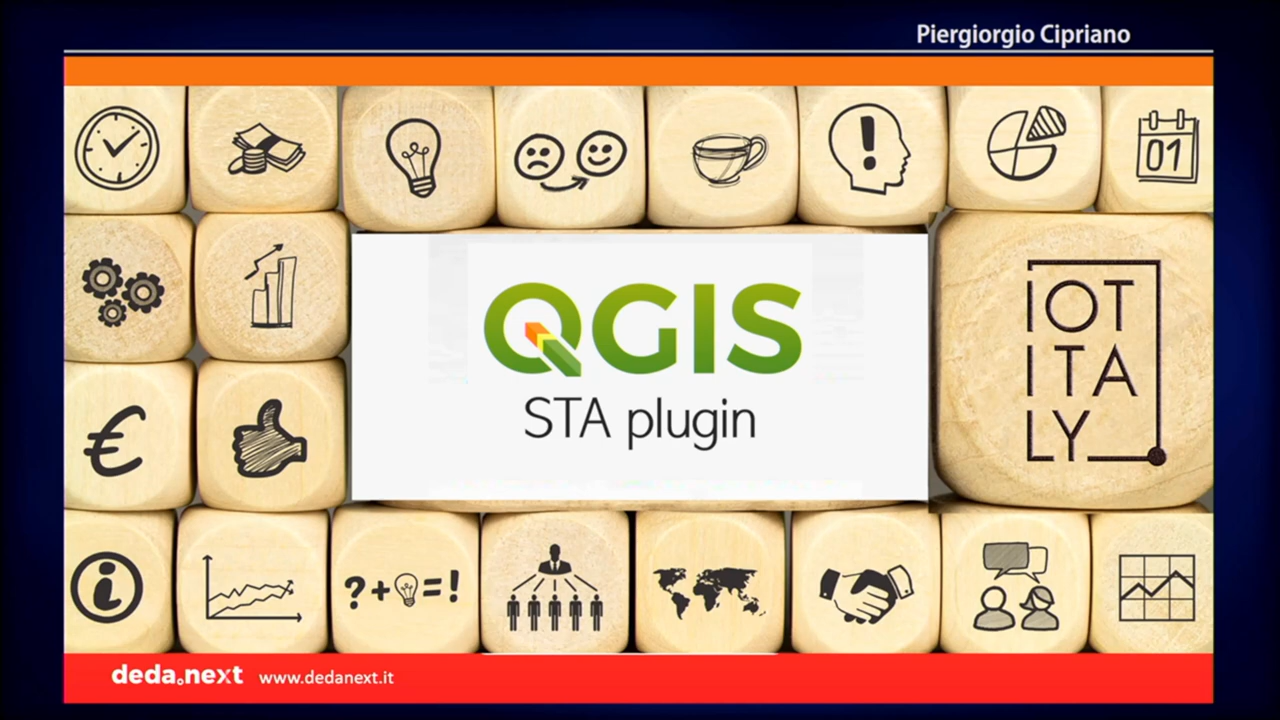 Piergiorgio Cipriano
01
QGIS
STA plugin
IOT
ITA
LY
€
i
?+=!
deda.next www.dedanext.it